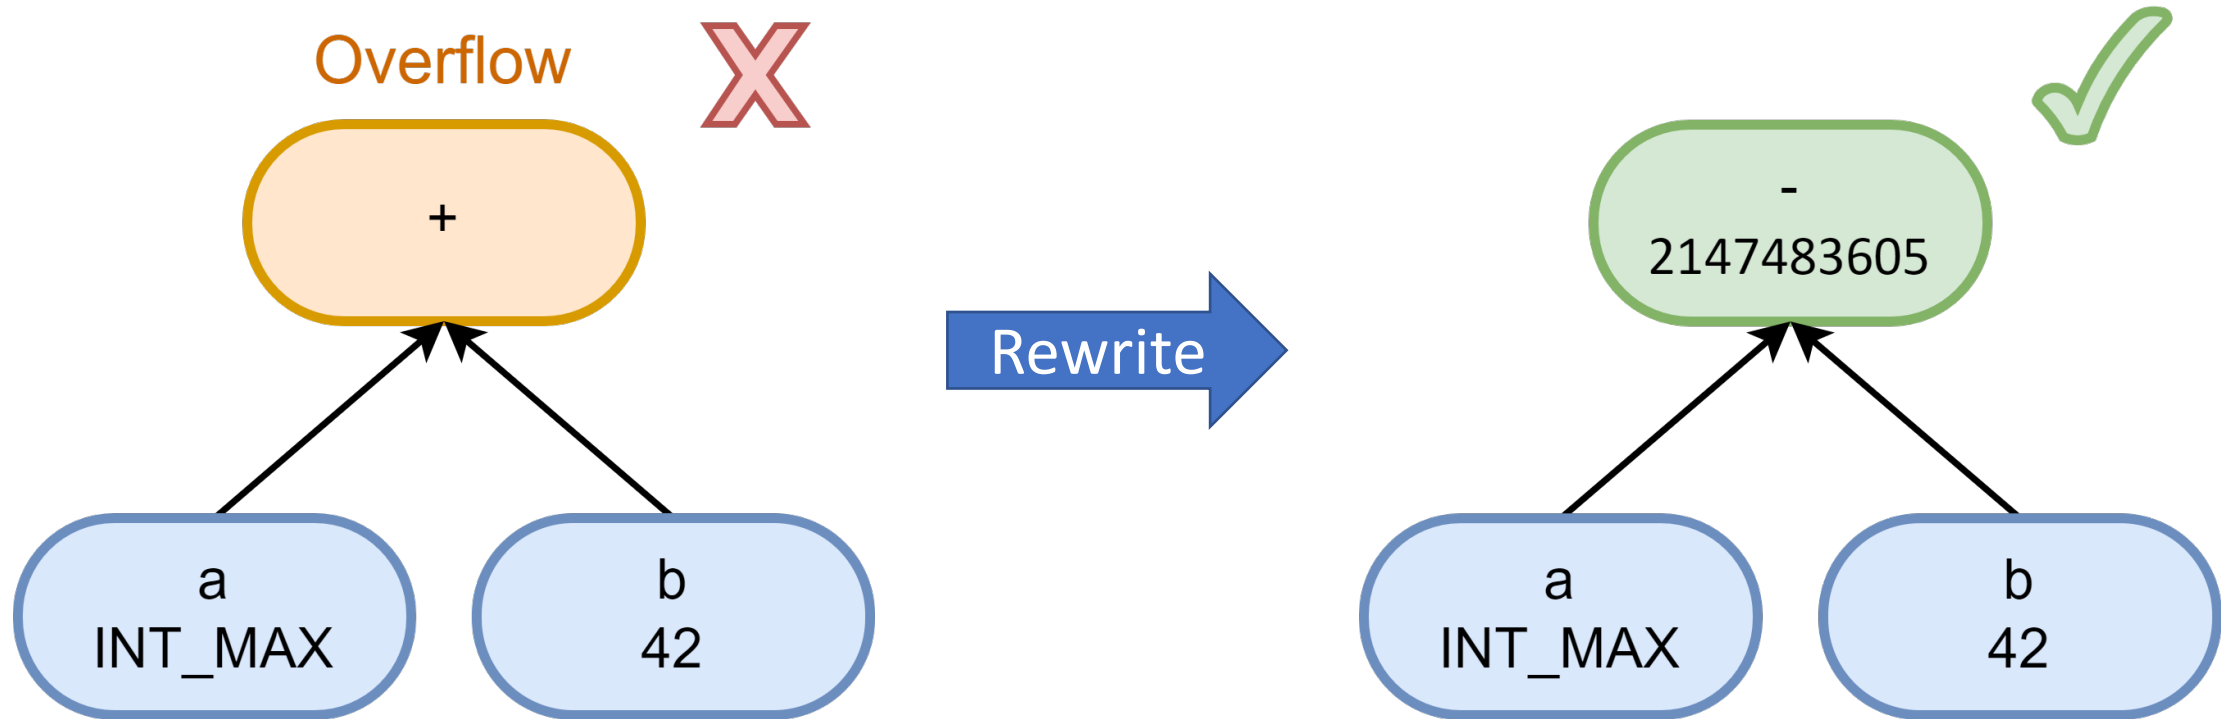 Overflow
X
+
a
INT_MAX
b
42
Rewrite
-
2147483605
a
INT_MAX
b
42